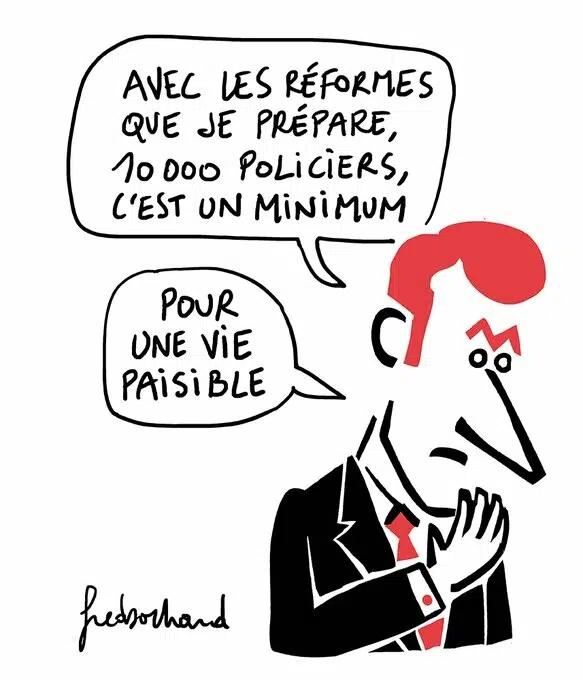 AVEC LES RÉFORMES
QUE JE PRÉPARE,
10 000 POLICIERS,
C'EST UN MINIMUM
POUR
UNE VIE
PAISIBLE
fredsochard